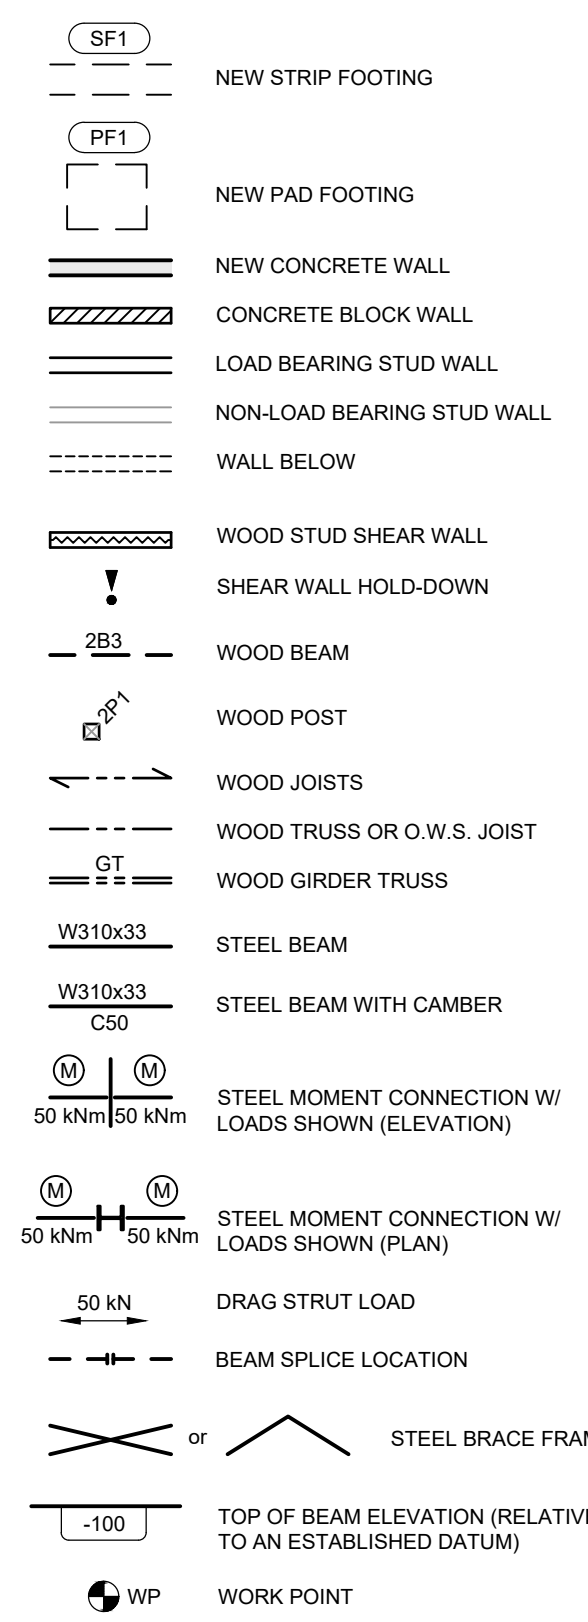 SF1
NEW STRIP FOOTING
PF1
NEW PAD FOOTING
NEW CONCRETE WALL
CONCRETE BLOCK WALL
LOAD BEARING STUD WALL
NON-LOAD BEARING STUD WALL
WALL BELOW
WOOD STUD SHEAR WALL
SHEAR WALL HOLD-DOWN
2B3
WOOD BEAM
2P1
WOOD POST
WOOD JOISTS
WOOD TRUSS OR O.W.S. JOIST
GT
WOOD GIRDER TRUSS
W310x33
STEEL BEAM
W310x33
C50
STEEL BEAM WITH CAMBER
M M
50 kNm 50 kNm
STEEL MOMENT CONNECTION W/
LOADS SHOWN (ELEVATION)
M M
50 kNm 50 kNm
STEEL MOMENT CONNECTION W/
LOADS SHOWN (PLAN)
50 kN
DRAG STRUT LOAD
BEAM SPLICE LOCATION
or
STEEL BRACE
-100
TOP OF BEAM ELEVATION
TO AN ESTABLISHED DATUM)
WP
WORK POINT